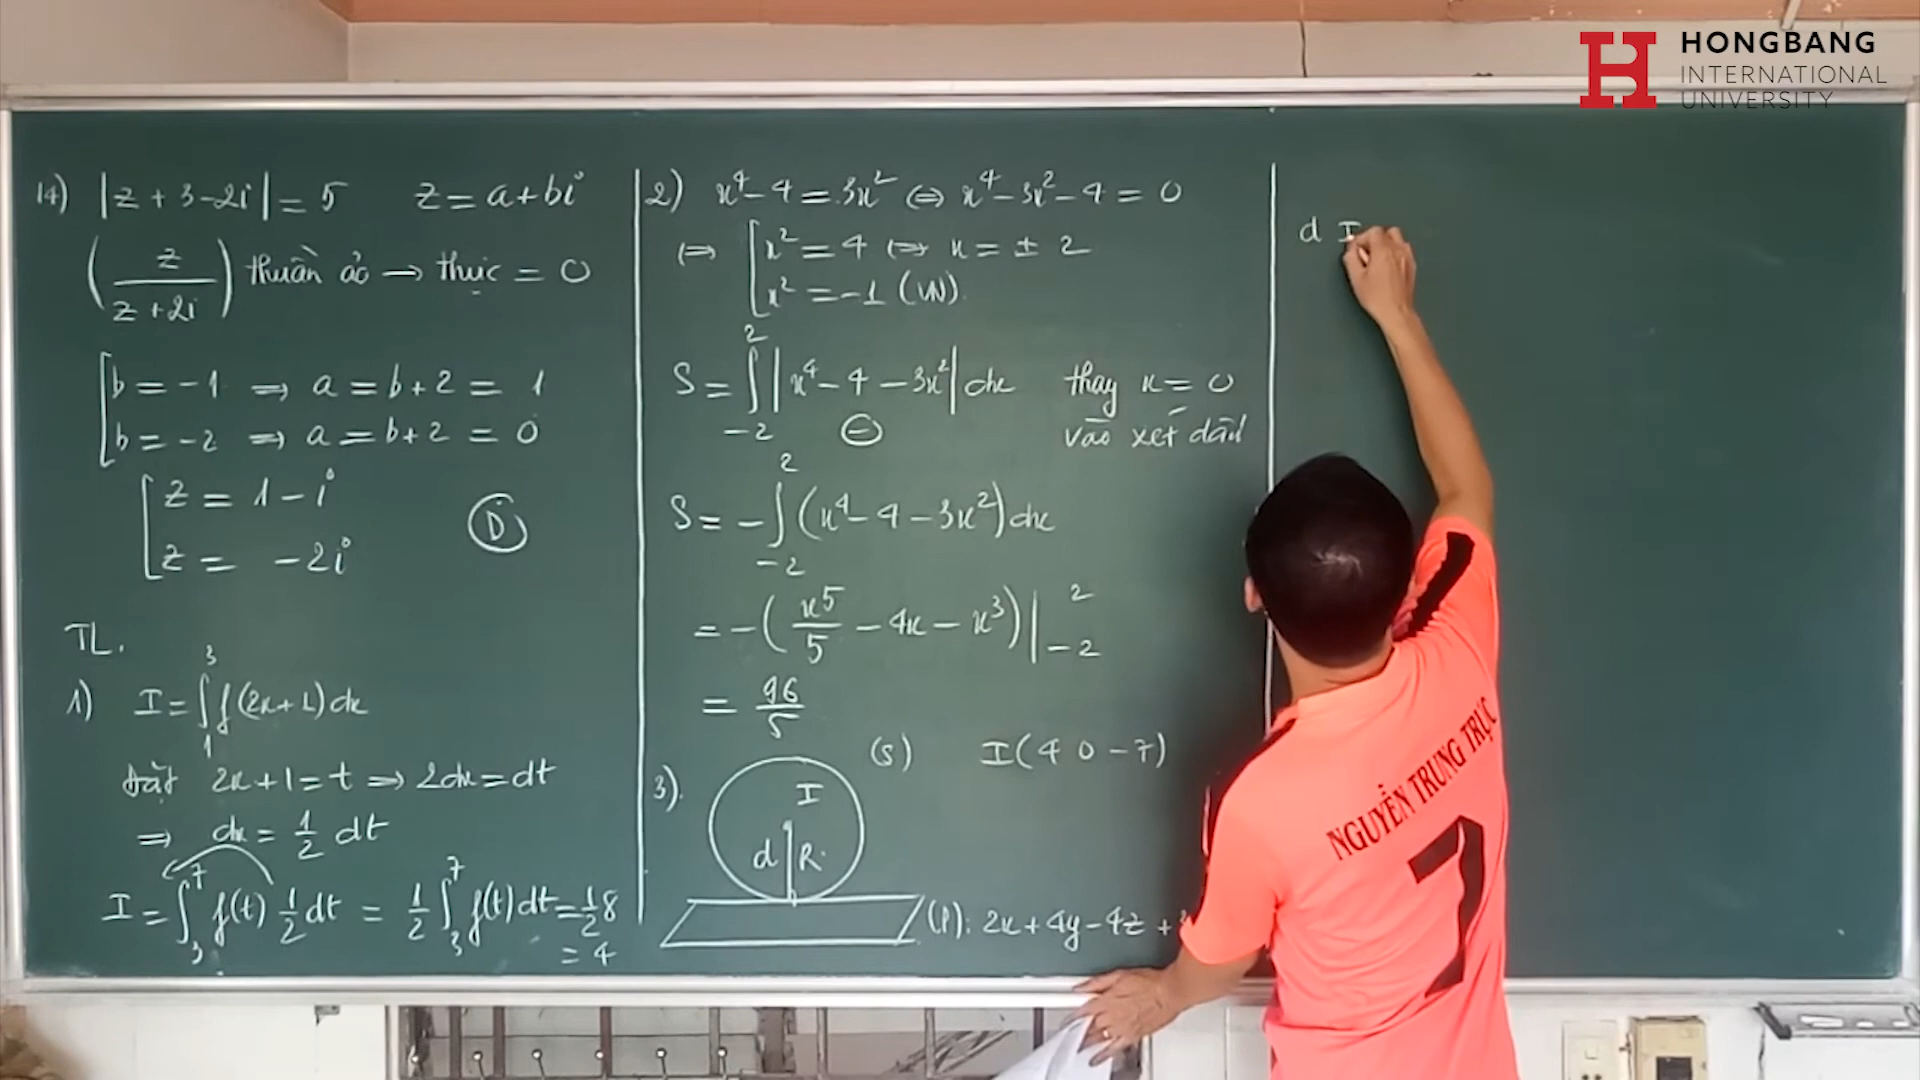 HONGBANG
INTERNATIONAL
UNIVERSITY
14) |z + 3 - 2i| = 5 z = a + bi
(z / (z + 2i)) thuần ảo → thực = 0
[b = -1 ⇒ a = b + 2 = 1
[b = -2 ⇒ a = b + 2 = 0
[z = 1 - i
[z = -2i
D
TL.
1) I = ∫₁³ f(2x+1)dx
Đặt 2x + 1 = t ⇒ 2dx = dt
⇒ dx = 1/2 dt
I = ∫₃⁷ f(t) 1/2 dt = 1/2 ∫₃⁷ f(t)dt = 1/2 8
= 4
2) x⁴ - 4 = 3x² ⇔ x⁴ - 3x² - 4 = 0
⇔ [x² = 4 ⇔ x = ± 2
[x² = -1 (VN)
S = ∫₋₂² |x⁴ - 4 - 3x²| dx thay x = 0
⊖ vào xét dấu
S = -∫₋₂² (x⁴ - 4 - 3x²)dx
= -(x⁵/5 - 4x - x³)|₋₂²
= 96/5
3). (S) I(4 0 -7)
I
d R
(P): 2x + 4y - 4z +
d I
NGUYỄN TRUNG TRỰC
7